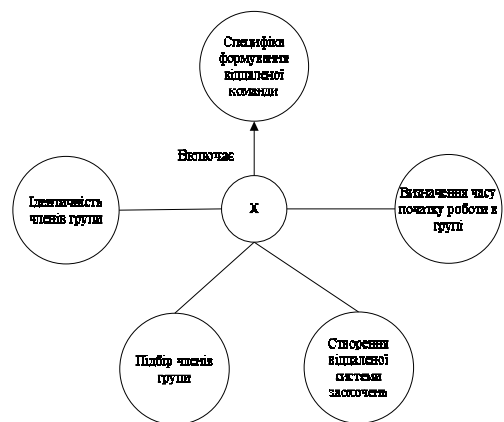 Специфіка
формування
віддаленої
команди
Включає
Ідентичність
членів групи
Х
Визначення часу
початку роботи в
групі
Підбір членів
групи
Створення
віддаленої
системи
заохочень